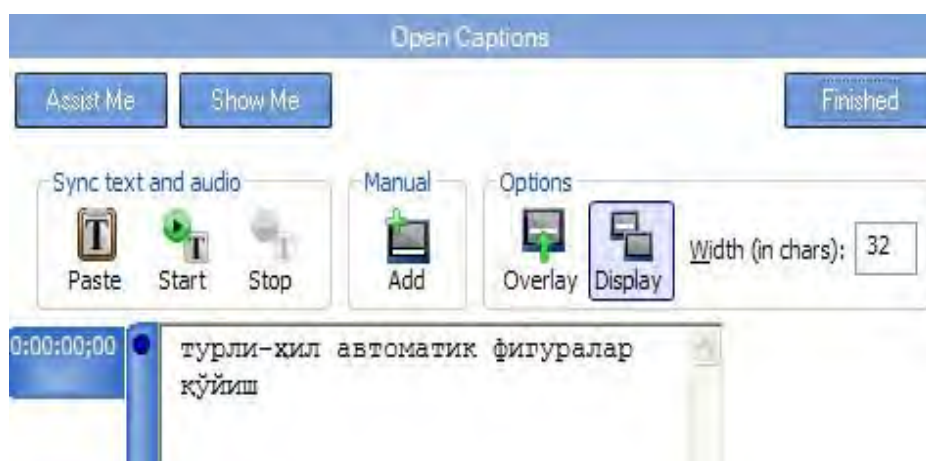 Open Captions
Assist Me Show Me Finished
Sync text and audio Manual Options
Paste Start Stop Add Overlay Display Width (in chars): 32
0:00:00;00 турли-ҳил автоматик фигуралар
қўйиш